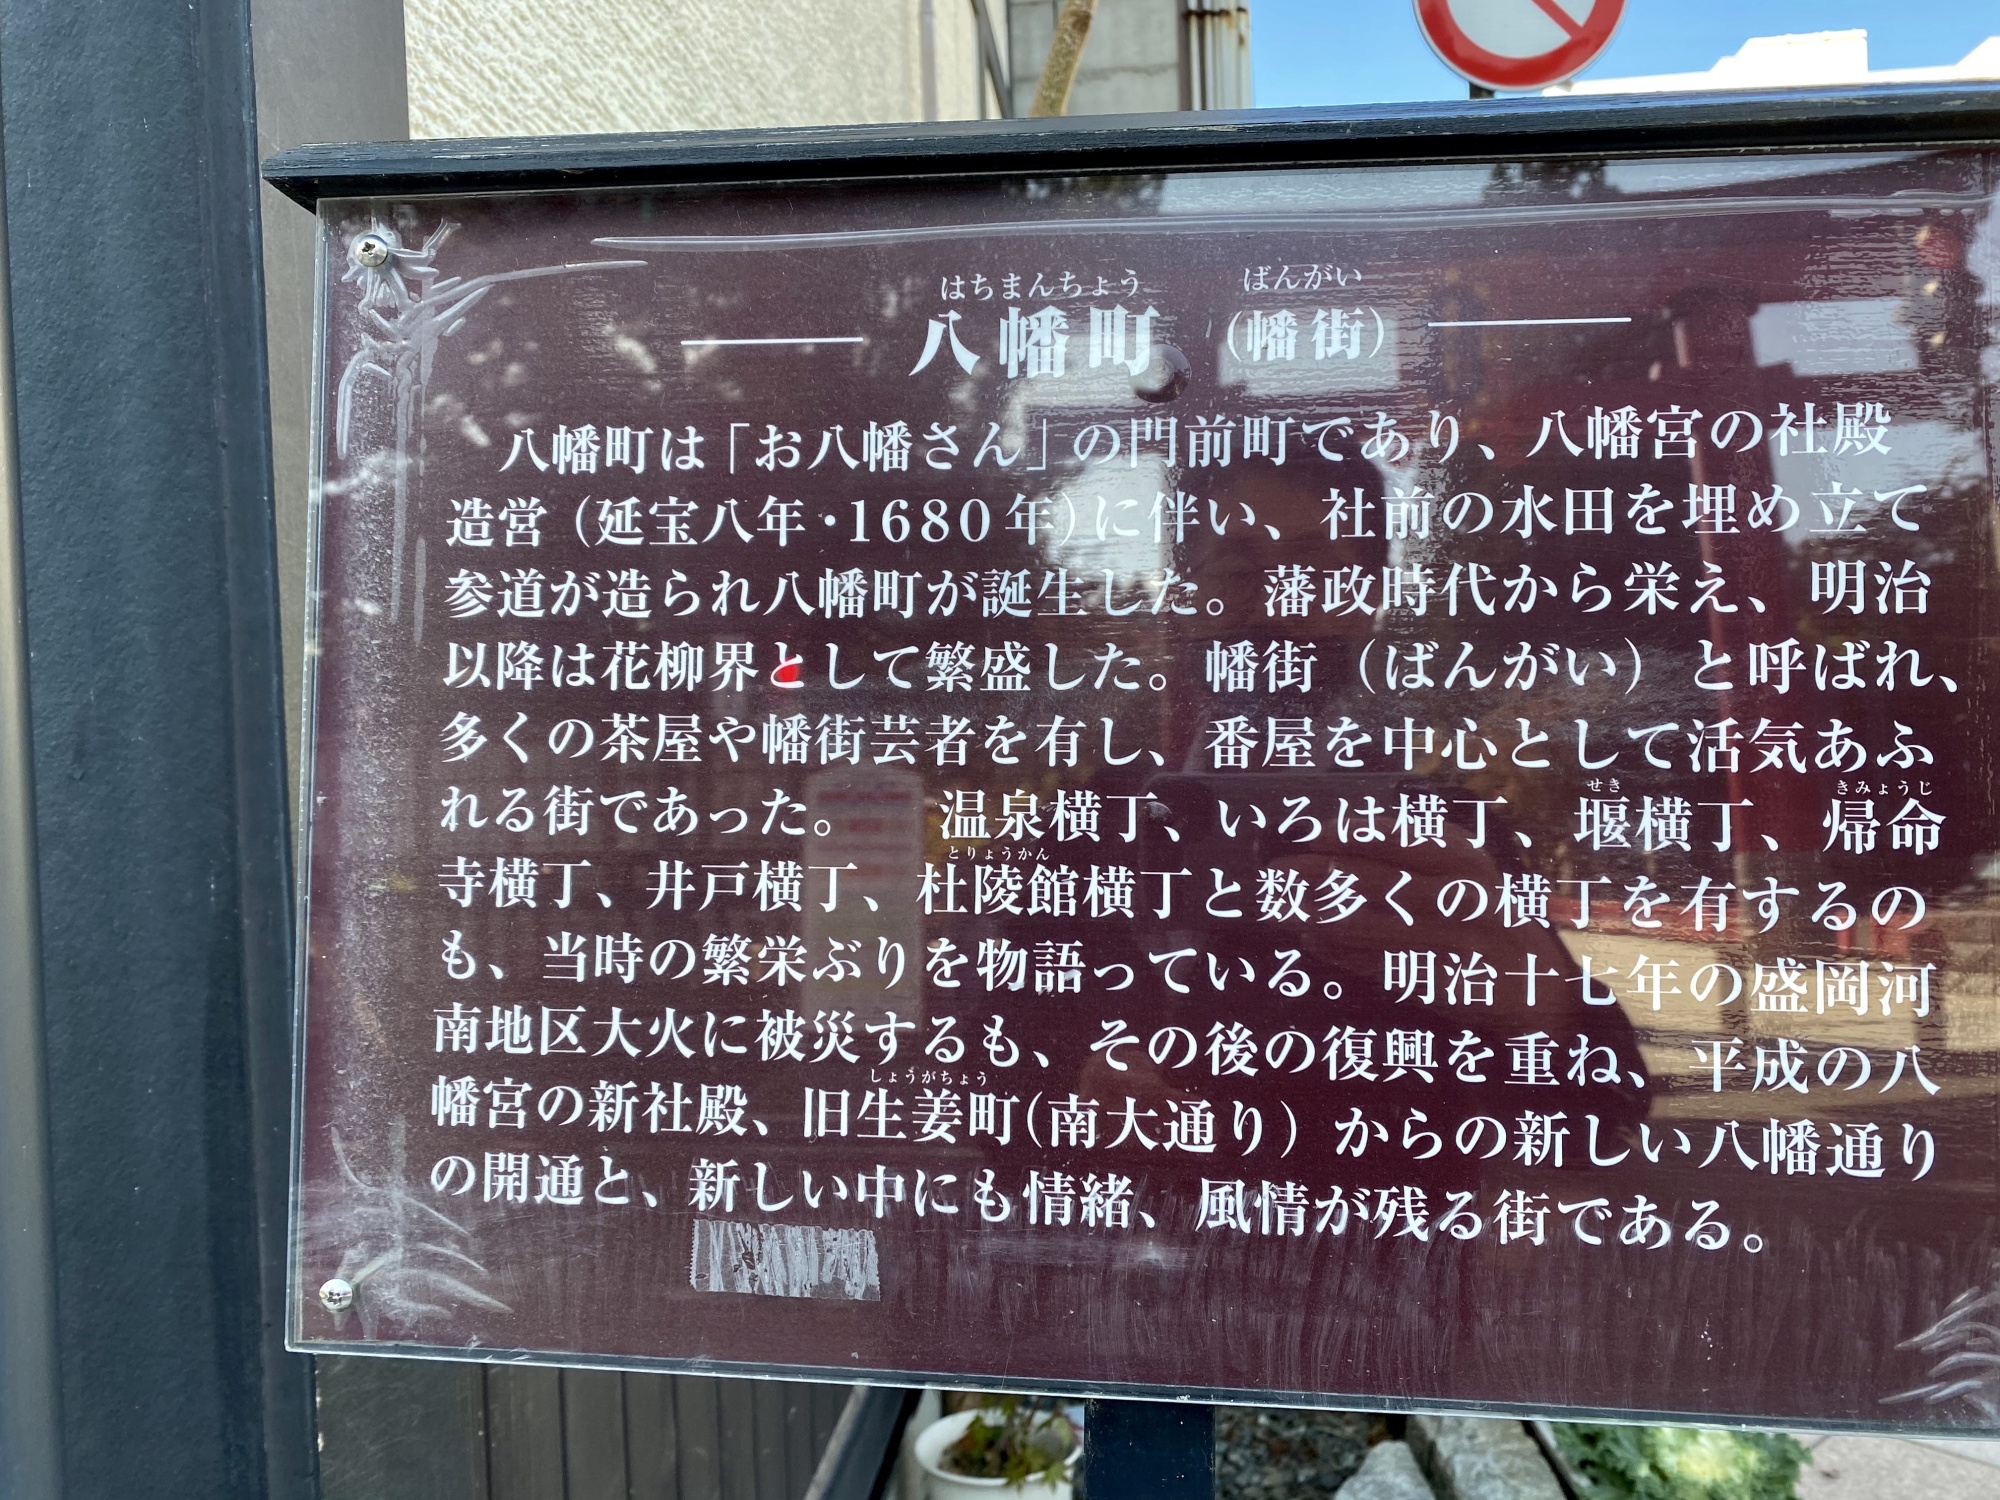 はちまんちょう ばんがい
八幡町 (幡街)
八幡町は「お八幡さん」の門前町であり、八幡宮の社殿
造営(延宝八年・1680年)に伴い、社前の水田を埋め立て
参道が造られ八幡町が誕生した。藩政時代から栄え、明治
以降は花柳界として繁盛した。幡街(ばんがい)と呼ばれ、
多くの茶屋や幡街芸者を有し、番屋を中心として活気あふ
せき きみょうじ
れる街であった。 温泉横丁、いろは横丁、堰横丁、帰命
とりょうかん
寺横丁、井戸横丁、杜陵館横丁と数多くの横丁を有するの
も、当時の繁栄ぶりを物語っている。明治十七年の盛岡河
南地区大火に被災するも、その後の復興を重ね、平成の八
しょうがちょう
幡宮の新社殿、旧生姜町(南大通り)からの新しい八幡通り
の開通と、新しい中にも情緒、風情が残る街である。